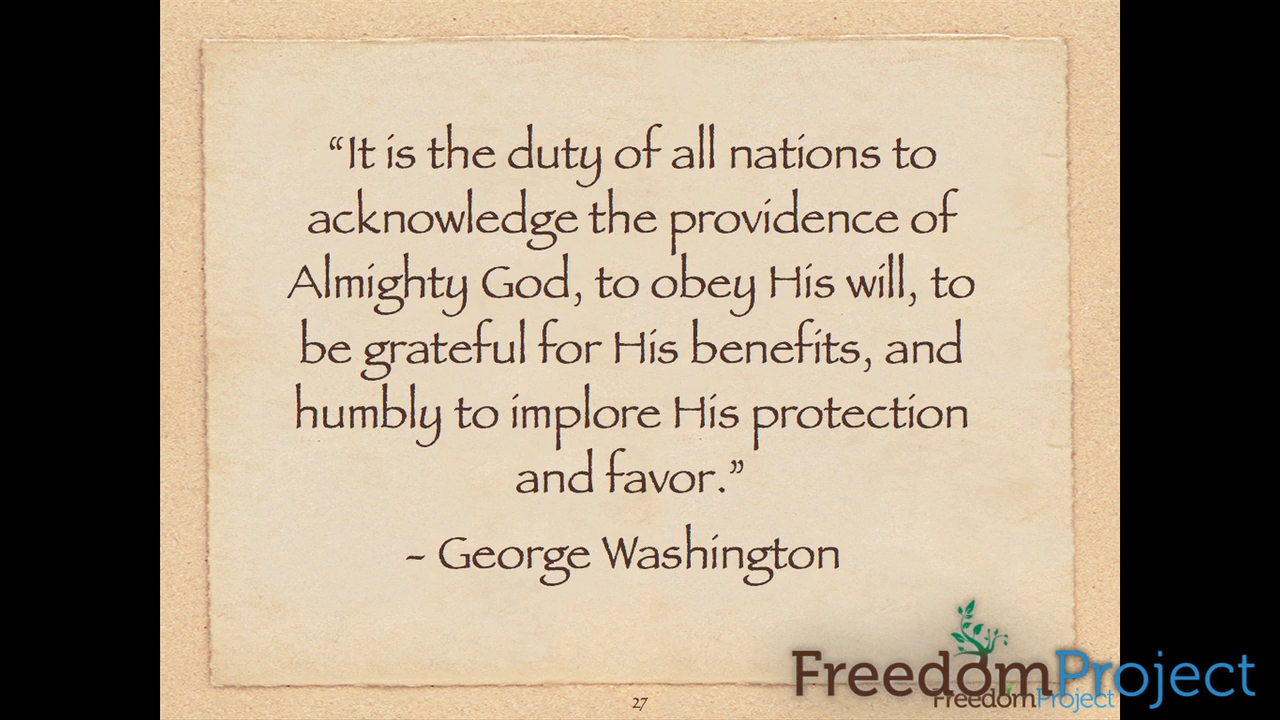 “It is the duty of all nations to
acknowledge the providence of
Almighty God, to obey His will, to
be grateful for His benefits, and
humbly to implore His protection
and favor.”
- George Washington
FreedomProject
FreedomProject
27